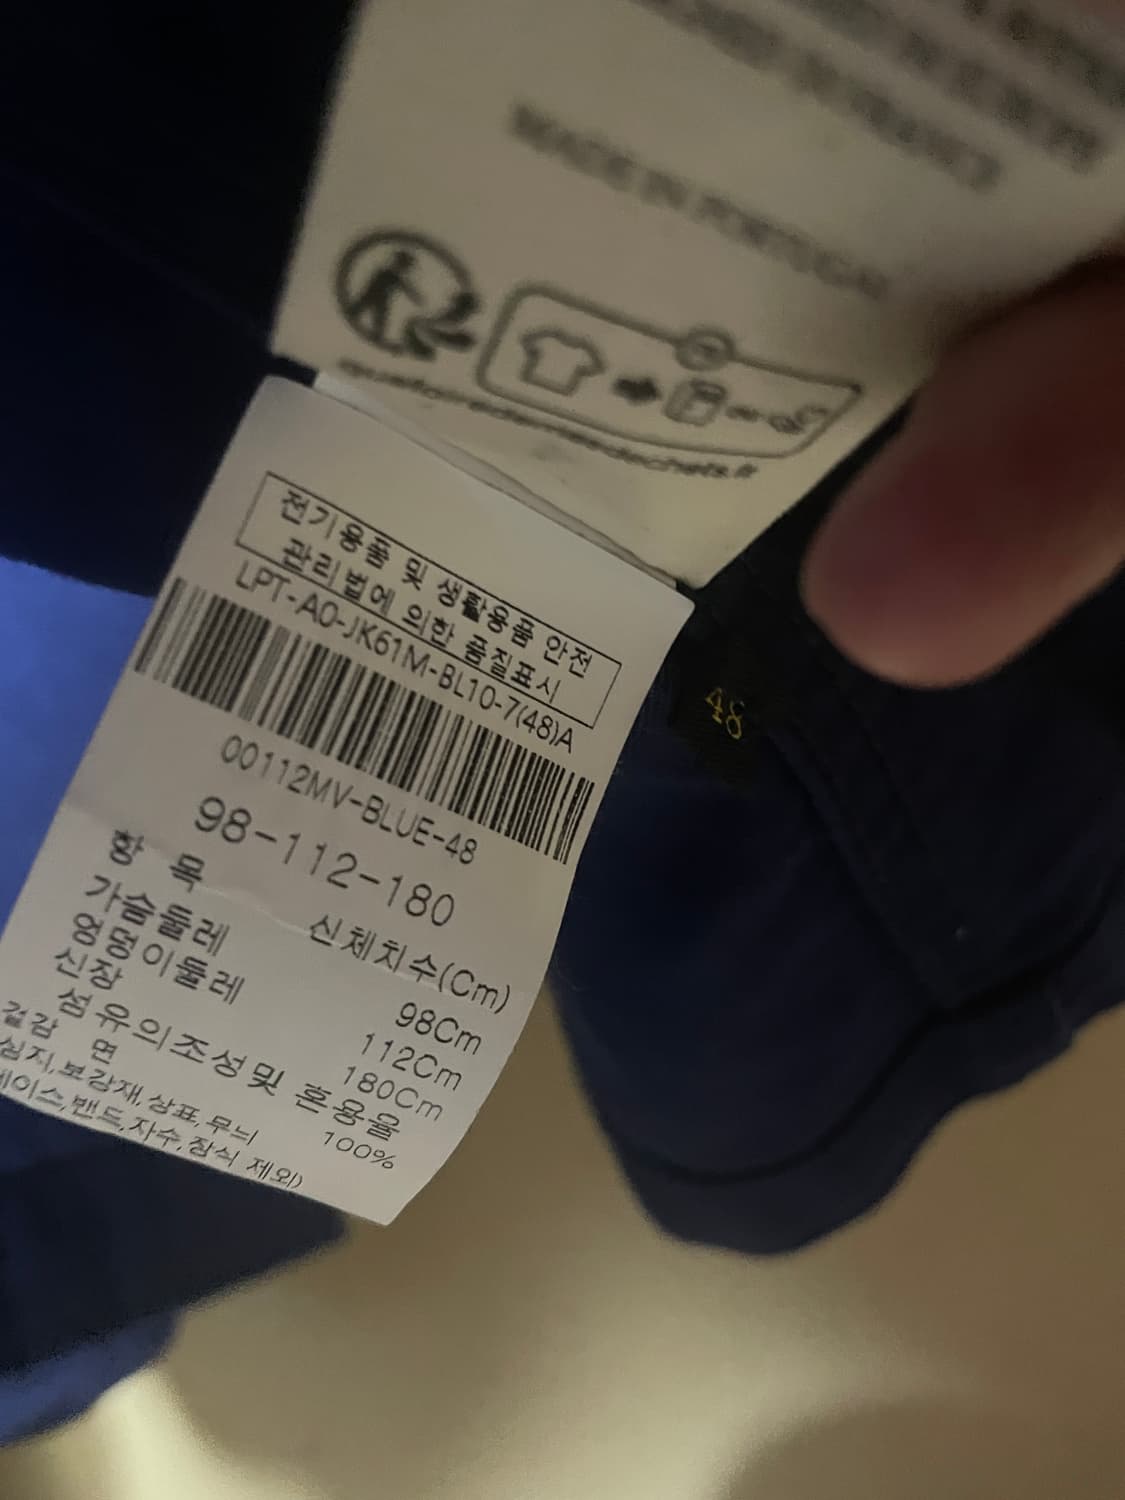 MADE IN PORTUGAL
quefairedemesdechets.fr
전기용품 및 생활용품 안전
관리법에 의한 품질표시
LPT-A0-JK61M-BL10-7(48)A
00112MV-BLUE-48
98-112-180
항 목 신체치수(Cm)
가슴둘레 98Cm
엉덩이둘레 112Cm
신장 180Cm
섬유의조성및 혼용율
겉감 면 100%
심지,보강재,상표,무늬
레이스,밴드,자수,장식 제외)
48